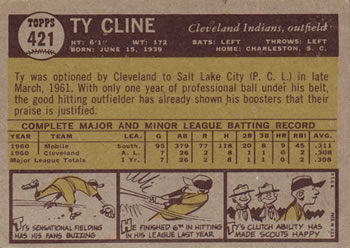 TOPPS
421
TY CLINE
Cleveland Indians, outfield
HT: 6'1" WT: 172 BATS: LEFT THROWS: LEFT
BORN: JUNE 15, 1939 HOME: CHARLESTON, S. C.
Ty was optioned by Cleveland to Salt Lake City (P. C. L.) in late
March, 1961. With only one year of professional ball under his belt,
the good hitting outfielder has already shown his boosters that their
praise is justified.
COMPLETE MAJOR AND MINOR LEAGUE BATTING RECORD
YEAR TEAM LEA G AB R H 2B 3B HR RBI AVG.
1960 Mobile South. 95 379 77 118 20 8 5 45 .311
1960 Cleveland A.L. 7 26 2 8 1 1 0 2 .308
Major League Totals 1 Yr. 7 26 2 8 1 1 0 2 .308
TY'S SENSATIONAL FIELDING
HAS HIS FANS BUZZING
HE FINISHED 6TH IN HITTING
IN HIS LEAGUE LAST YEAR
HAPPY
SCOUTS
TY'S CLUTCH ABILITY HAS
MADE SCOUTS HAPPY